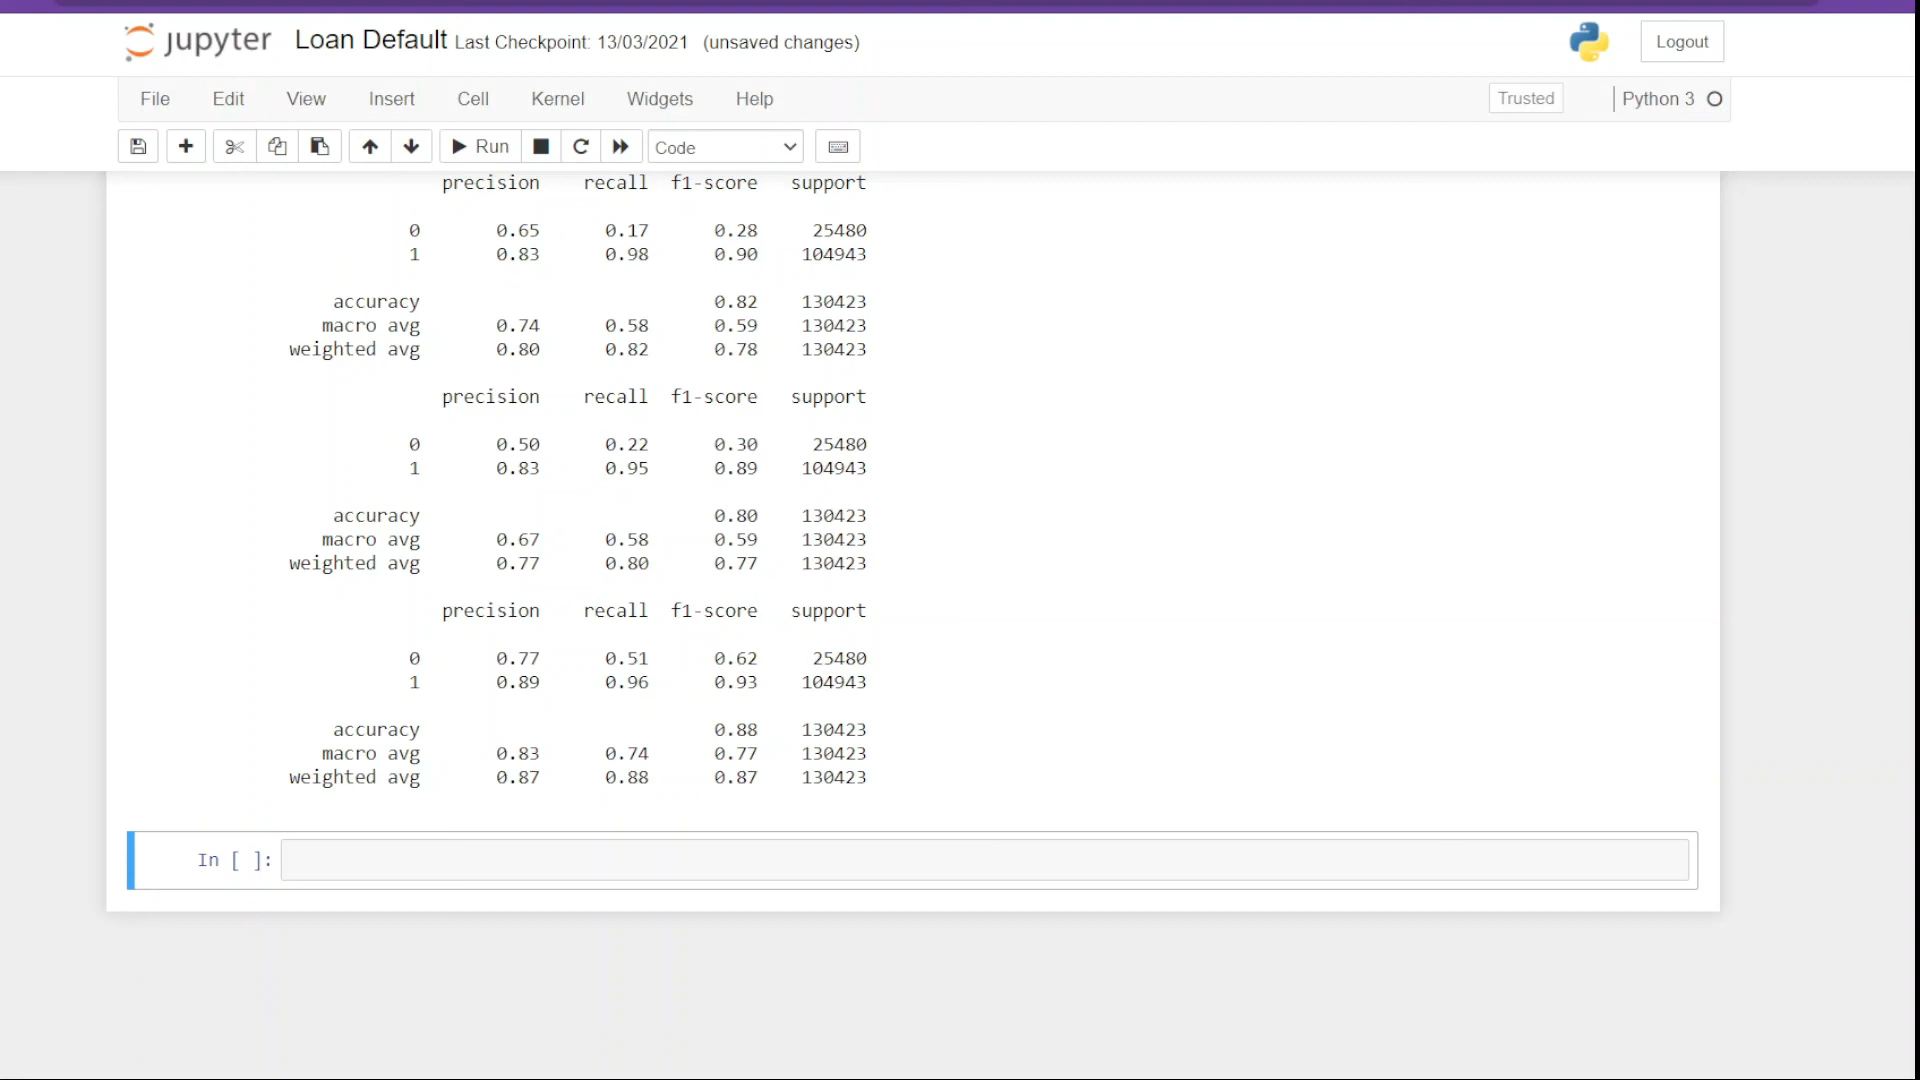 jupyter Loan Default Last Checkpoint: 13/03/2021 (unsaved changes) Logout
File Edit View Insert Cell Kernel Widgets Help Trusted Python 3
Run Code
precision recall f1-score support
0 0.65 0.17 0.28 25480
1 0.83 0.98 0.90 104943
accuracy 0.82 130423
macro avg 0.74 0.58 0.59 130423
weighted avg 0.80 0.82 0.78 130423
precision recall f1-score support
0 0.50 0.22 0.30 25480
1 0.83 0.95 0.89 104943
accuracy 0.80 130423
macro avg 0.67 0.58 0.59 130423
weighted avg 0.77 0.80 0.77 130423
precision recall f1-score support
0 0.77 0.51 0.62 25480
1 0.89 0.96 0.93 104943
accuracy 0.88 130423
macro avg 0.83 0.74 0.77 130423
weighted avg 0.87 0.88 0.87 130423
In [ ]: